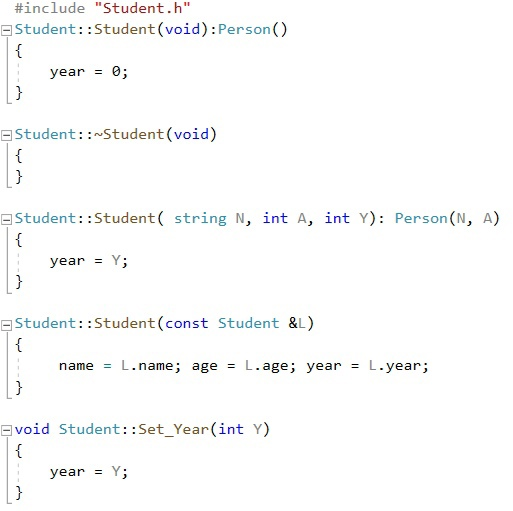 #include "Student.h"
Student::Student(void):Person()
{
year = 0;
}
Student::~Student(void)
{
}
Student::Student( string N, int A, int Y): Person(N, A)
{
year = Y;
}
Student::Student(const Student &L)
{
name = L.name; age = L.age; year = L.year;
}
void Student::Set_Year(int Y)
{
year = Y;
}